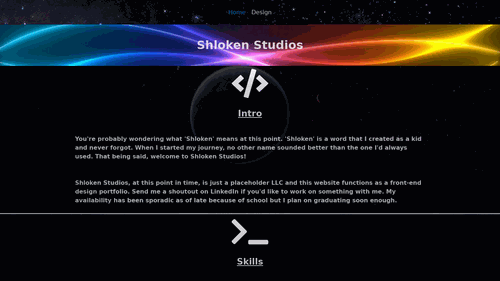 Home Design
Shloken Studios
Intro
You're probably wondering what 'Shloken' means at this point. 'Shloken' is a word that I created as a kid
and never forgot. When I started my journey, no other name sounded better than the one I'd always
used. That being said, welcome to Shloken Studios!
Shloken Studios, at this point in time, is just a placeholder LLC and this website functions as a front-end
design portfolio. Send me a shoutout on LinkedIn if you'd like to work on something with me. My
availability has been sporadic as of late because of school but I plan on graduating soon enough.
Skills